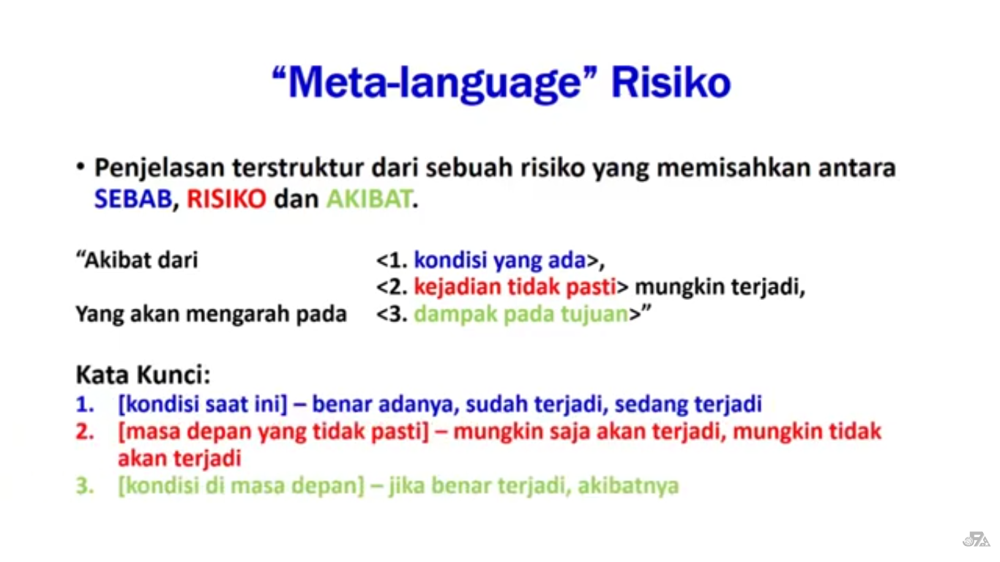 “Meta-language” Risiko
• Penjelasan terstruktur dari sebuah risiko yang memisahkan antara
SEBAB, RISIKO dan AKIBAT.
“Akibat dari <1. kondisi yang ada>,
<2. kejadian tidak pasti> mungkin terjadi,
Yang akan mengarah pada <3. dampak pada tujuan>”
Kata Kunci:
1. [kondisi saat ini] – benar adanya, sudah terjadi, sedang terjadi
2. [masa depan yang tidak pasti] – mungkin saja akan terjadi, mungkin tidak
akan terjadi
3. [kondisi di masa depan] – jika benar terjadi, akibatnya